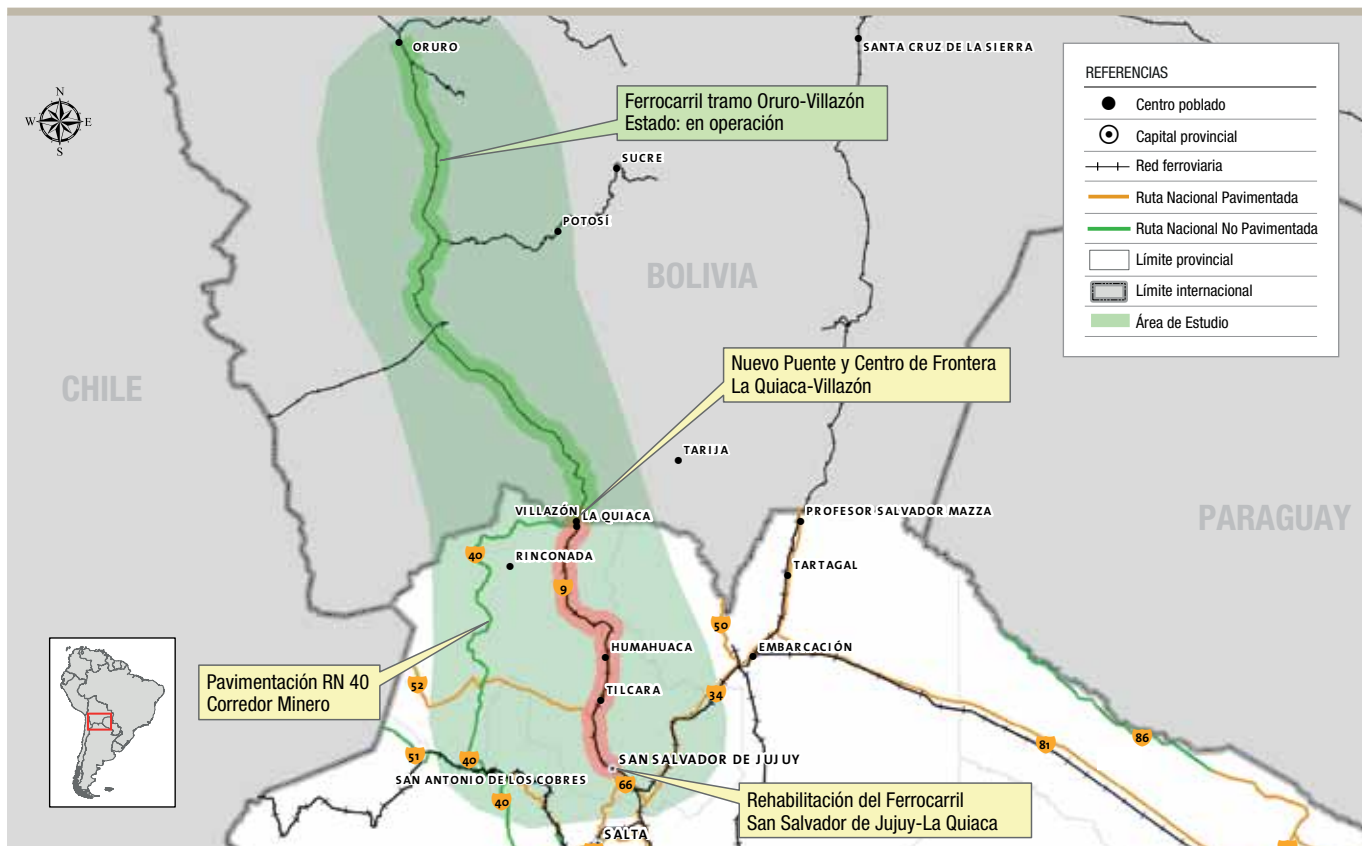 ORURO
SANTA CRUZ DE LA SIERRA
REFERENCIAS
Centro poblado
Capital provincial
Red ferroviaria
Ruta Nacional Pavimentada
Ruta Nacional No Pavimentada
Límite provincial
Límite internacional
Área de Estudio
N
W
E
S
Ferrocarril tramo Oruro-Villazón
Estado: en operación
SUCRE
POTOSÍ
BOLIVIA
CHILE
Nuevo Puente y Centro de Frontera
La Quiaca-Villazón
TARIJA
VILLAZÓN
LA QUIACA
PROFESOR SALVADOR MAZZA
PARAGUAY
40
RINCONADA
9
TARTAGAL
50
HUMAHUACA
EMBARCACIÓN
Pavimentación RN 40
Corredor Minero
52
TILCARA
34
81
86
51
40
SAN SALVADOR DE JUJUY
SAN ANTONIO DE LOS COBRES
66
40
Rehabilitación del Ferrocarril
San Salvador de Jujuy-La Quiaca
SALTA